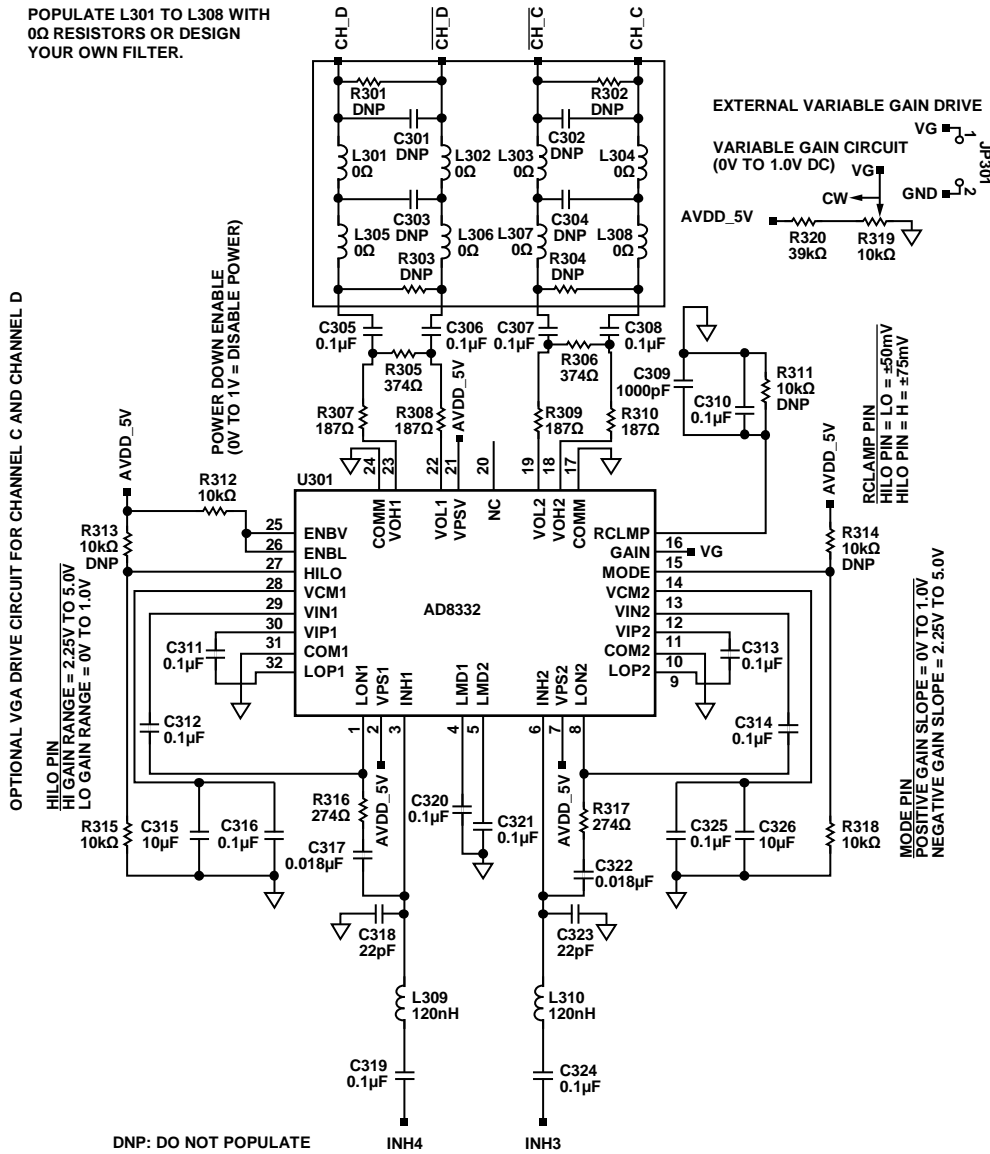 POPULATE L301 TO L308 WITH
0Ω RESISTORS OR DESIGN
YOUR OWN FILTER.
CH_D
CH_D
CH_C
CH_C
R301
DNP
R302
DNP
C301
DNP
C302
DNP
L301
0Ω
L302
0Ω
L303
0Ω
L304
0Ω
C303
DNP
C304
DNP
L305
0Ω
L306
0Ω
L307
0Ω
L308
0Ω
R303
DNP
R304
DNP
EXTERNAL VARIABLE GAIN DRIVE
VG
1
JP301
GND
2
VARIABLE GAIN CIRCUIT
(0V TO 1.0V DC)
VG
CW
AVDD_5V
R320
39kΩ
R319
10kΩ
C305
0.1µF
C306
0.1µF
C307
0.1µF
C308
0.1µF
R305
374Ω
R306
374Ω
AVDD_5V
R307
187Ω
R308
187Ω
R309
187Ω
R310
187Ω
C309
1000pF
C310
0.1µF
R311
10kΩ
DNP
RCLAMP PIN
HILO PIN = LO = ±50mV
HILO PIN = H = ±75mV
OPTIONAL VGA DRIVE CIRCUIT FOR CHANNEL C AND CHANNEL D
POWER DOWN ENABLE
(0V TO 1V = DISABLE POWER)
AVDD_5V
R312
10kΩ
R313
10kΩ
DNP
AVDD_5V
R314
10kΩ
DNP
U301
24
23
22
21
20
19
18
17
COMM
VOH1
VOL1
VPSV
NC
VOL2
VOH2
COMM
25
ENBV
26
ENBL
27
HILO
28
VCM1
29
VIN1
30
VIP1
31
COM1
32
LOP1
AD8332
RCLMP
16
GAIN
VG
15
MODE
14
VCM2
13
VIN2
12
VIP2
11
COM2
10
LOP2
9
LON1
VPS1
INH1
LMD1
LMD2
INH2
VPS2
LON2
1
2
3
4
5
6
7
8
C311
0.1µF
C312
0.1µF
C313
0.1µF
C314
0.1µF
HILO PIN
HI GAIN RANGE = 2.25V TO 5.0V
LO GAIN RANGE = 0V TO 1.0V
MODE PIN
POSITIVE GAIN SLOPE = 0V TO 1.0V
NEGATIVE GAIN SLOPE = 2.25V TO 5.0V
AVDD_5V
AVDD_5V
R315
10kΩ
C315
10µF
C316
0.1µF
R316
274Ω
C317
0.018µF
C320
0.1µF
C321
0.1µF
R317
274Ω
C322
0.018µF
C325
0.1µF
C326
10µF
R318
10kΩ
C318
22pF
C323
22pF
L309
120nH
L310
120nH
C319
0.1µF
C324
0.1µF
DNP: DO NOT POPULATE
INH4
INH3